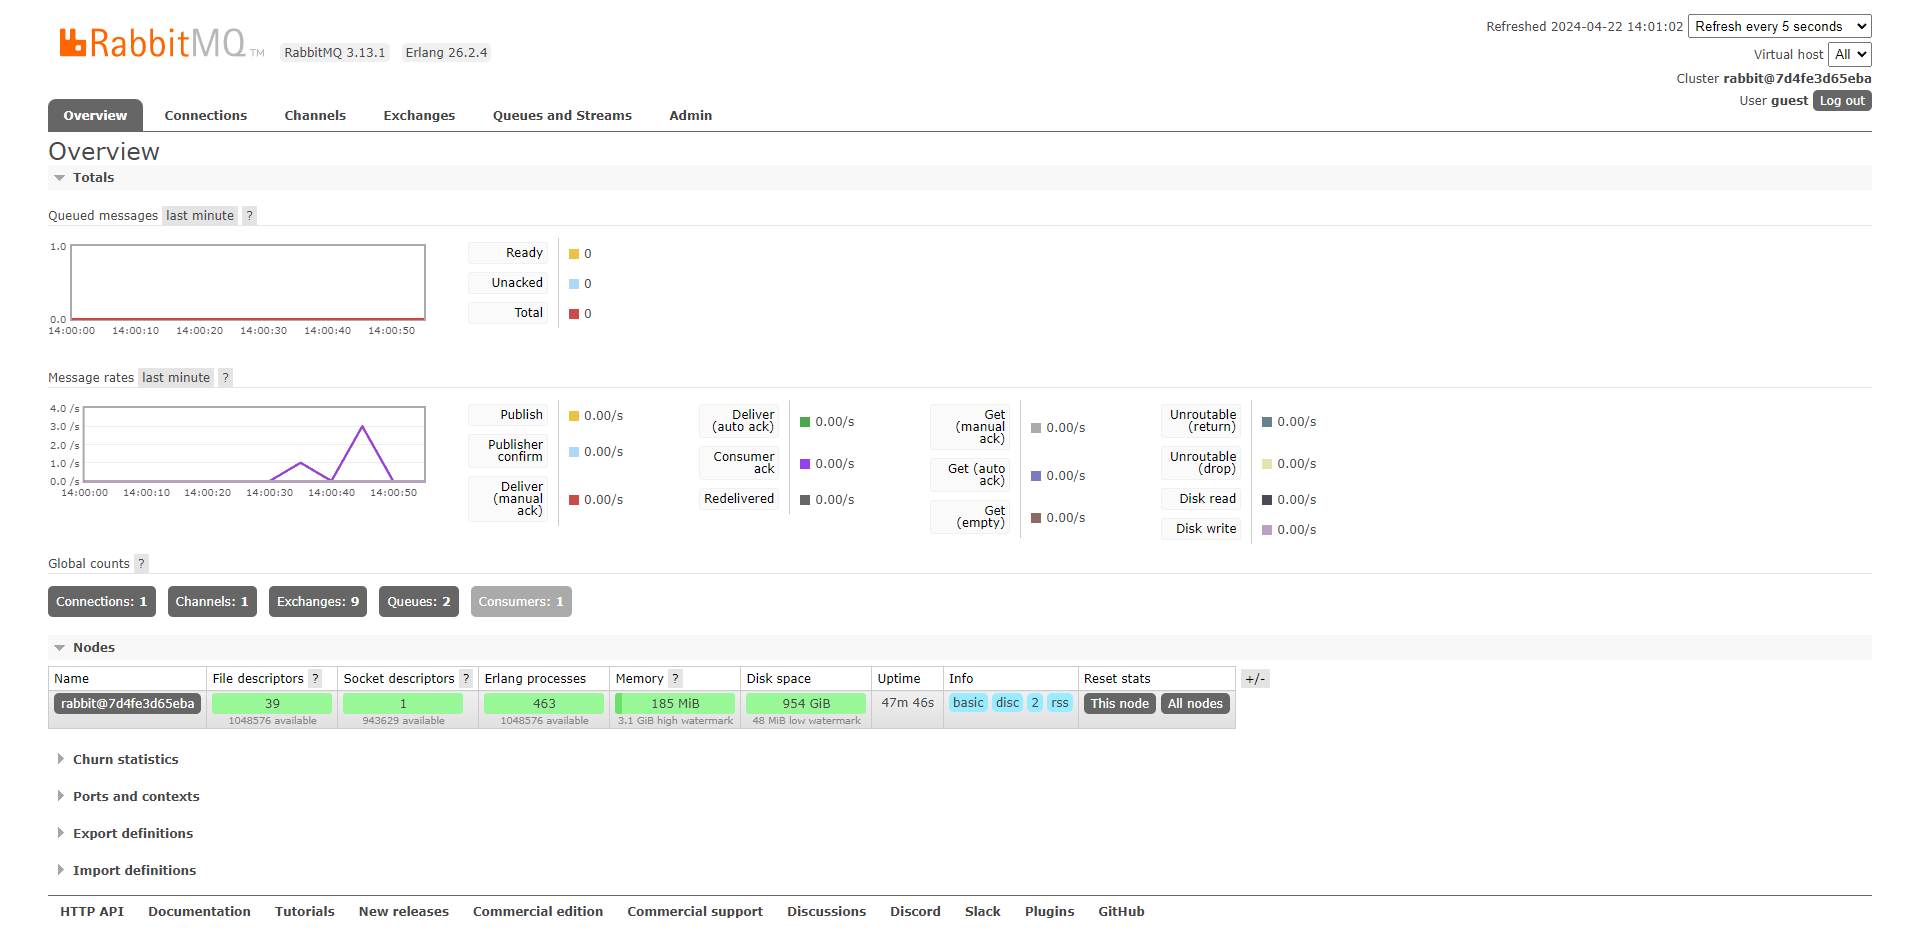 RabbitMQ TM RabbitMQ 3.13.1 Erlang 26.2.4
Refreshed 2024-04-22 14:01:02 Refresh every 5 seconds
Virtual host All
Cluster rabbit@7d4fe3d65eba
User guest Log out
Overview Connections Channels Exchanges Queues and Streams Admin
Overview
Totals
Queued messages last minute ?
1.0
0.0
14:00:00 14:00:10 14:00:20 14:00:30 14:00:40 14:00:50
Ready 0
Unacked 0
Total 0
Message rates last minute ?
4.0 /s
3.0 /s
2.0 /s
1.0 /s
0.0 /s
14:00:00 14:00:10 14:00:20 14:00:30 14:00:40 14:00:50
Publish 0.00/s
Publisher
confirm 0.00/s
Deliver
(manual
ack) 0.00/s
Deliver
(auto ack) 0.00/s
Consumer
ack 0.00/s
Redelivered 0.00/s
Get
(manual
ack) 0.00/s
Get (auto
ack) 0.00/s
Get
(empty) 0.00/s
Unroutable
(return) 0.00/s
Unroutable
(drop) 0.00/s
Disk read 0.00/s
Disk write 0.00/s
Global counts ?
Connections: 1 Channels: 1 Exchanges: 9 Queues: 2 Consumers: 1
Nodes
Name File descriptors ? Socket descriptors ? Erlang processes Memory ? Disk space Uptime Info Reset stats +/-
rabbit@7d4fe3d65eba 39 1 463 185 MiB 954 GiB 47m 46s basic disc 2 rss This node All nodes
1048576 available 943629 available 1048576 available 3.1 GiB high watermark 48 MiB low watermark
Churn statistics
Ports and contexts
Export definitions
Import definitions
HTTP API Documentation Tutorials New releases Commercial edition Commercial support Discussions Discord Slack Plugins GitHub